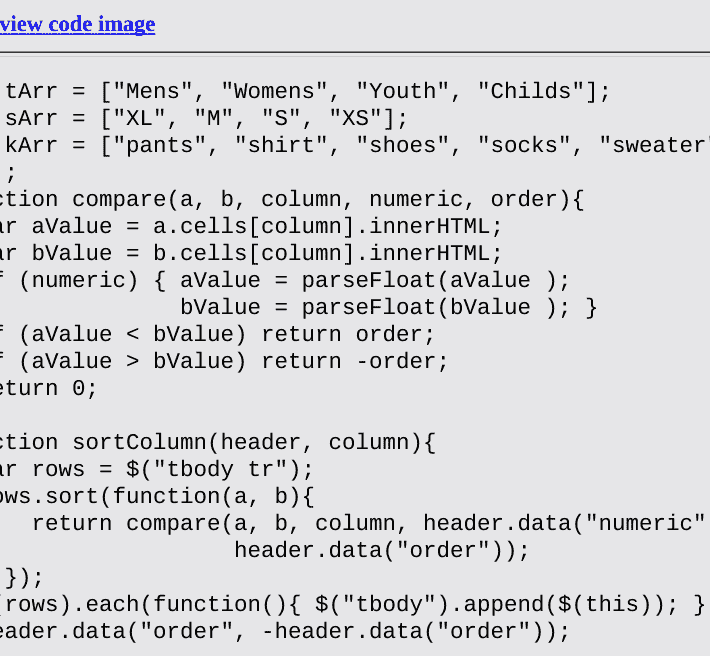 view code image
tArr = ["Mens", "Womens", "Youth", "Childs"];
sArr = ["XL", "M", "S", "XS"];
kArr = ["pants", "shirt", "shoes", "socks", "sweater"
;
ction compare(a, b, column, numeric, order){
ar aValue = a.cells[column].innerHTML;
ar bValue = b.cells[column].innerHTML;
f (numeric) { aValue = parseFloat(aValue );
bValue = parseFloat(bValue ); }
f (aValue < bValue) return order;
f (aValue > bValue) return -order;
eturn 0;
ction sortColumn(header, column){
ar rows = $("tbody tr");
ows.sort(function(a, b){
return compare(a, b, column, header.data("numeric"
header.data("order"));
});
(rows).each(function(){ $("tbody").append($(this)); }
eader.data("order", -header.data("order"));